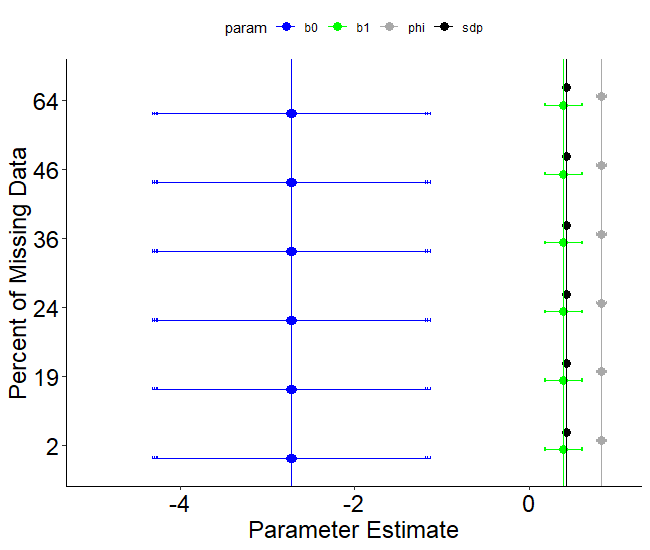 param b0 b1 phi sdp
Percent of Missing Data
64
46
36
24
19
2
-4 -2 0
Parameter Estimate